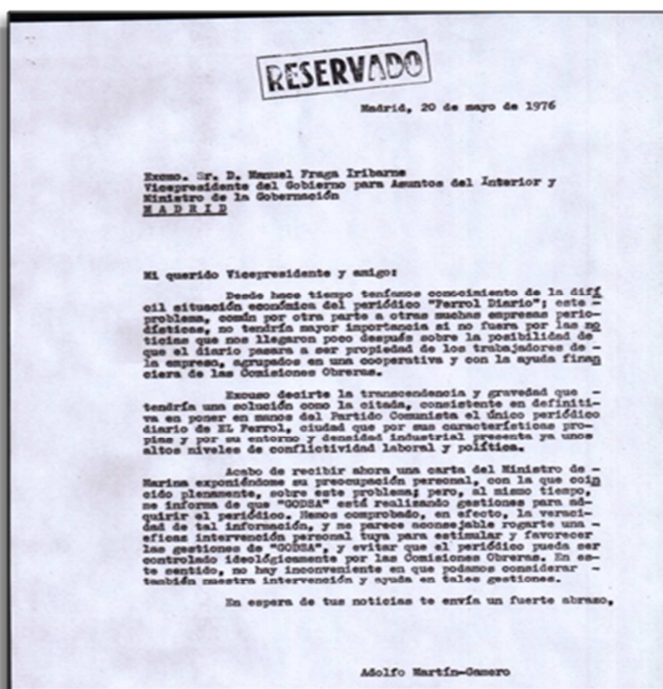 RESERVADO
Madrid, 20 de mayo de 1976
Excmo. Sr. D. Manuel Fraga Iribarne
Vicepresidente del Gobierno para Asuntos del Interior y
Ministro de la Gobernación
MADRID
Mi querido Vicepresidente y amigo:
Desde hace tiempo teníamos conocimiento de la difí
cil situación económica del periódico "Ferrol Diario"; este -
problema, común por otra parte a otras muchas empresas perio-
dísticas, no tendría mayor importancia si no fuera por las no
ticias que nos llegaron poco después sobre la posibilidad de
que el diario pasara a ser propiedad de los trabajadores de -
la empresa, agrupados en una cooperativa y con la ayuda finan
ciera de las Comisiones Obreras.
Excuso decirte la transcendencia y gravedad que -
tendría una solución como la citada, consistente en definiti-
va en poner en manos del Partido Comunista el único periódico
diario de EL Ferrol, ciudad que por sus características pro-
pias y por su entorno y densidad industrial presenta ya unos
altos niveles de conflictividad laboral y política.
Acabo de recibir ahora una carta del Ministro de -
Marina exponiéndome su preocupación personal, con la que coin
cido plenamente, sobre este problema; pero, al mismo tiempo,
me informa de que "GODSA" está realizando gestiones para ad-
quirir el periódico. Hemos comprobado, en efecto, la veraci-
dad de tal información, y me parece aconsejable rogarte una -
eficaz intervención personal tuya para estimular y favorecer
las gestiones de "GODSA", y evitar que el periódico pueda ser
controlado ideológicamente por las Comisiones Obreras. En es-
te sentido, no hay inconveniente en que podamos considerar -
también nuestra intervención y ayuda en tales gestiones.
En espera de tus noticias te envía un fuerte abrazo,
Adolfo Martín-Gamero